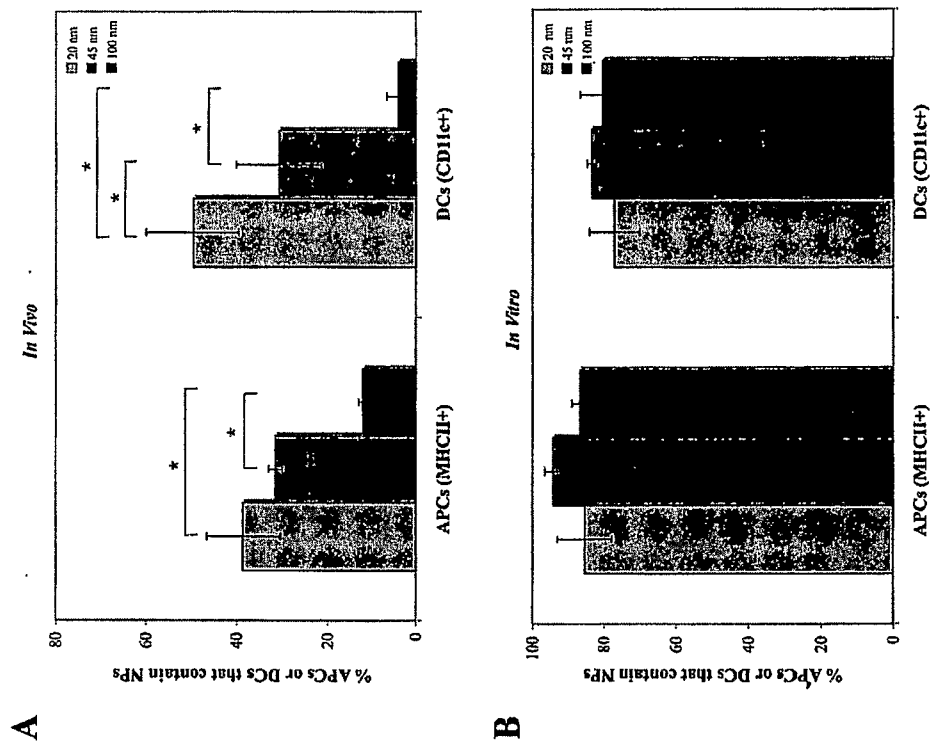 A
In Vivo
20 nm
45 nm
100 nm
% APCs or DCs that contain NPs
80
60
40
20
0
*
*
*
*
*
APCs (MHCII+)
DCs (CD11c+)
B
In Vitro
20 nm
45 nm
100 nm
% APCs or DCs that contain NPs
100
80
60
40
20
0
APCs (MHCII+)
DCs (CD11c+)